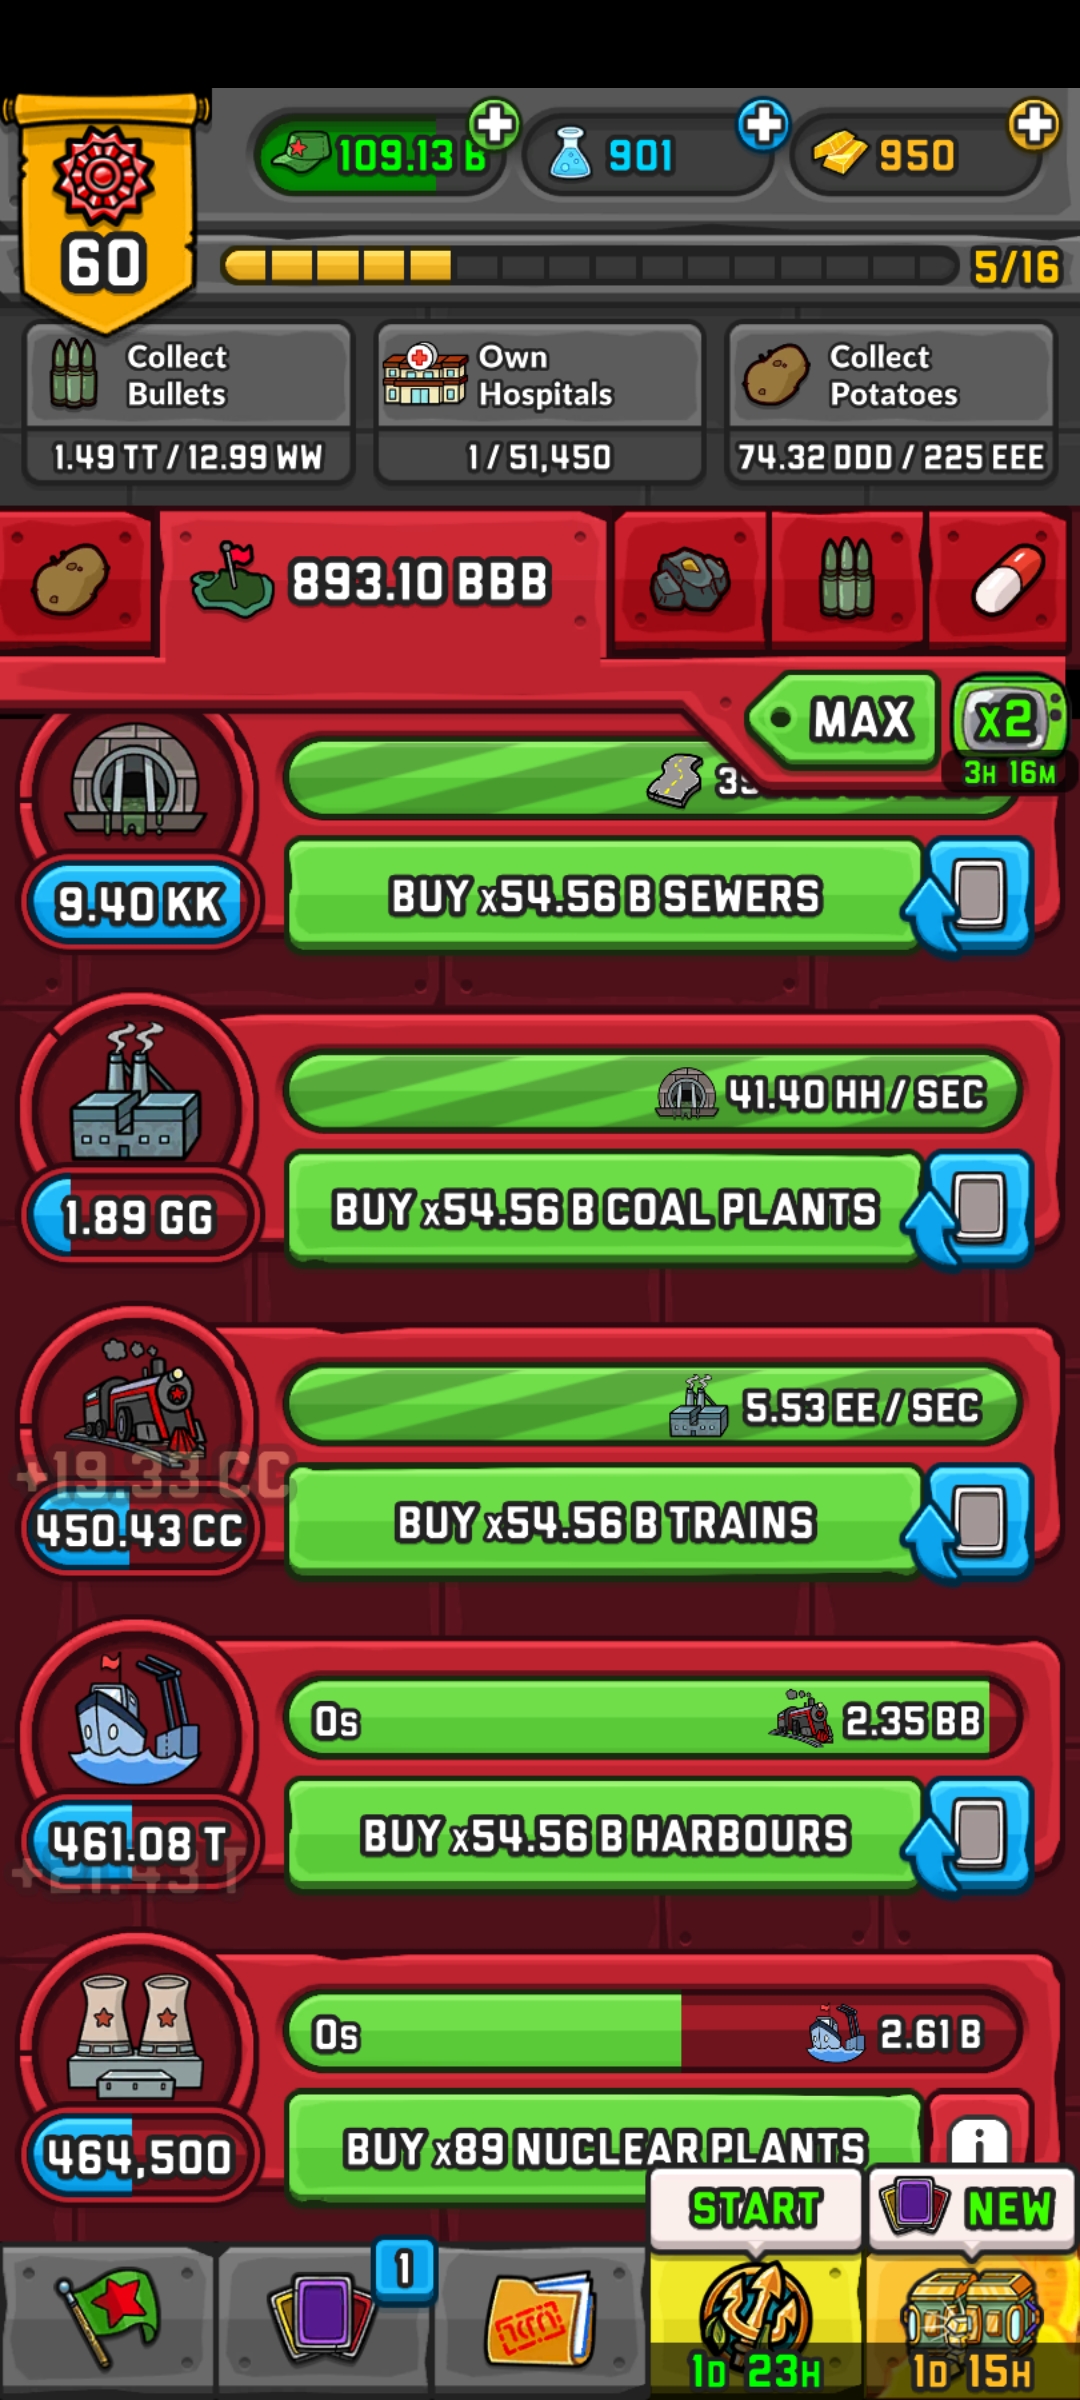 109.13 B
901
950
60
5/16
Collect
Bullets
1.49 TT / 12.99 WW
Own
Hospitals
1 / 51,450
Collect
Potatoes
74.32 DDD / 225 EEE
893.10 BBB
MAX
x2
3H 16M
9.40 KK
BUY x54.56 B SEWERS
41.40 HH / SEC
1.89 GG
BUY x54.56 B COAL PLANTS
5.53 EE / SEC
+19.33 CC
450.43 CC
BUY x54.56 B TRAINS
0s
2.35 BB
461.08 T
+21.43 T
BUY x54.56 B HARBOURS
0s
2.61 B
464,500
BUY x89 NUCLEAR PLANTS
i
START
NEW
1
1D 23H
1D 15H